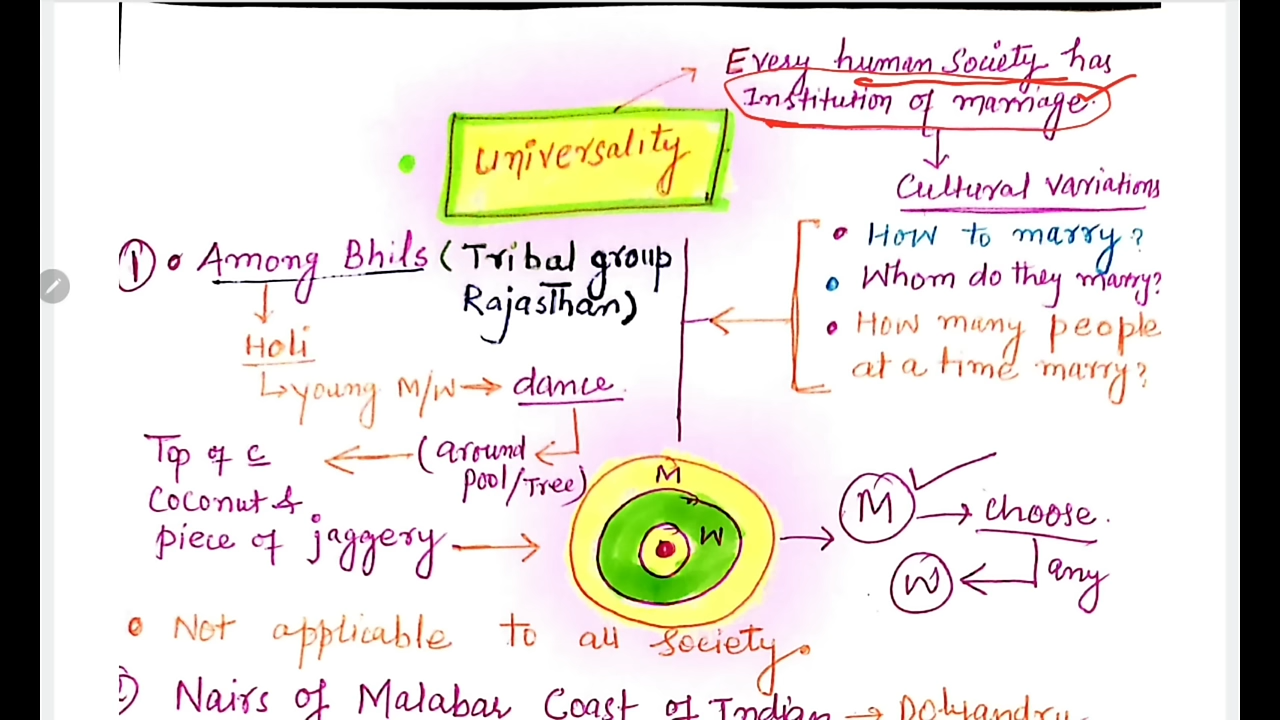 Every human Society has
Institution of marriage
Universality
Cultural variations
• How to marry?
• Whom do they marry?
• How many people
at a time marry?
① • Among Bhils (Tribal group
Rajasthan)
Holi
young M/W → dance
(around
pool/Tree)
Top of c
coconut &
piece of jaggery
M
W
M → choose
any
W
• Not applicable to all society.
2) Nairs of Malabar Coast of Indian → Polyandry